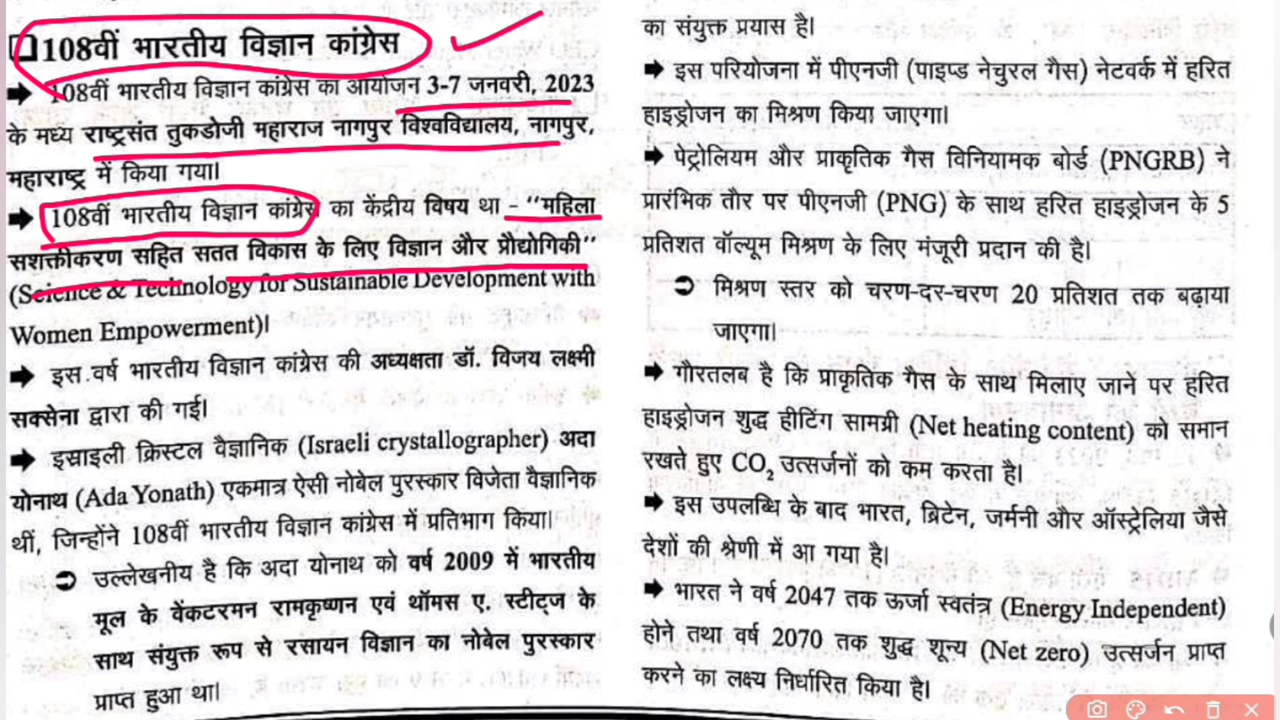 108वीं भारतीय विज्ञान कांग्रेस
➡ 108वीं भारतीय विज्ञान कांग्रेस का आयोजन 3-7 जनवरी, 2023
के मध्य राष्ट्रसंत तुकडोजी महाराज नागपुर विश्वविद्यालय, नागपुर,
महाराष्ट्र में किया गया।
➡ 108वीं भारतीय विज्ञान कांग्रेस का केंद्रीय विषय था - ‘‘महिला
सशक्तीकरण सहित सतत विकास के लिए विज्ञान और प्रौद्योगिकी’’
(Science & Technology for Sustainable Development with
Women Empowerment)।
➡ इस वर्ष भारतीय विज्ञान कांग्रेस की अध्यक्षता डॉ. विजय लक्ष्मी
सक्सेना द्वारा की गई।
➡ इस्राइली क्रिस्टल वैज्ञानिक (Israeli crystallographer) अदा
योनाथ (Ada Yonath) एकमात्र ऐसी नोबेल पुरस्कार विजेता वैज्ञानिक
थीं, जिन्होंने 108वीं भारतीय विज्ञान कांग्रेस में प्रतिभाग किया।
➲ उल्लेखनीय है कि अदा योनाथ को वर्ष 2009 में भारतीय
मूल के वेंकटरमन रामकृष्णन एवं थॉमस ए. स्टीट्ज के
साथ संयुक्त रूप से रसायन विज्ञान का नोबेल पुरस्कार
प्राप्त हुआ था।
का संयुक्त प्रयास है।
➡ इस परियोजना में पीएनजी (पाइप्ड नेचुरल गैस) नेटवर्क में हरित
हाइड्रोजन का मिश्रण किया जाएगा।
➡ पेट्रोलियम और प्राकृतिक गैस विनियामक बोर्ड (PNGRB) ने
प्रारंभिक तौर पर पीएनजी (PNG) के साथ हरित हाइड्रोजन के 5
प्रतिशत वॉल्यूम मिश्रण के लिए मंजूरी प्रदान की है।
➲ मिश्रण स्तर को चरण-दर-चरण 20 प्रतिशत तक बढ़ाया
जाएगा।
➡ गौरतलब है कि प्राकृतिक गैस के साथ मिलाए जाने पर हरित
हाइड्रोजन शुद्ध हीटिंग सामग्री (Net heating content) को समान
रखते हुए CO₂ उत्सर्जनों को कम करता है।
➡ इस उपलब्धि के बाद भारत, ब्रिटेन, जर्मनी और ऑस्ट्रेलिया जैसे
देशों की श्रेणी में आ गया है।
➡ भारत ने वर्ष 2047 तक ऊर्जा स्वतंत्र (Energy Independent)
होने तथा वर्ष 2070 तक शुद्ध शून्य (Net zero) उत्सर्जन प्राप्त
करने का लक्ष्य निर्धारित किया है।